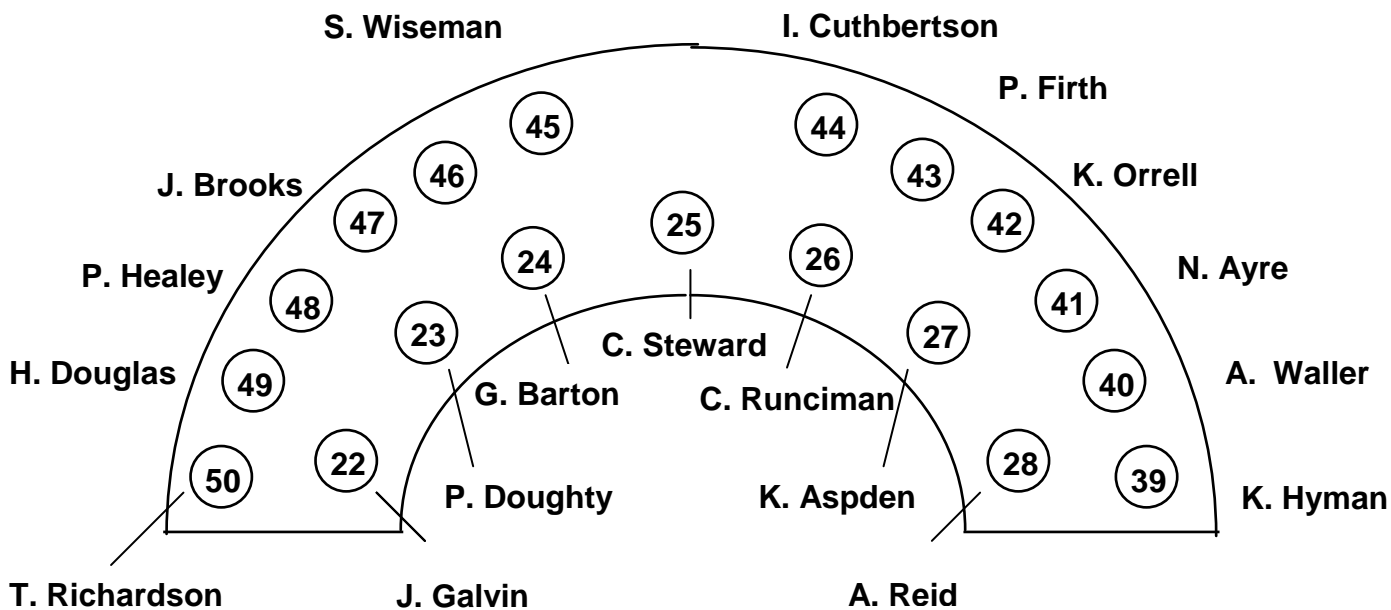 S. Wiseman
I. Cuthbertson
P. Firth
45
44
46
43
J. Brooks
K. Orrell
47
25
42
24
26
P. Healey
N. Ayre
48
41
23
27
C. Steward
H. Douglas
A. Waller
49
40
G. Barton
C. Runciman
22
28
50
39
P. Doughty
K. Aspden
K. Hyman
T. Richardson
J. Galvin
A. Reid